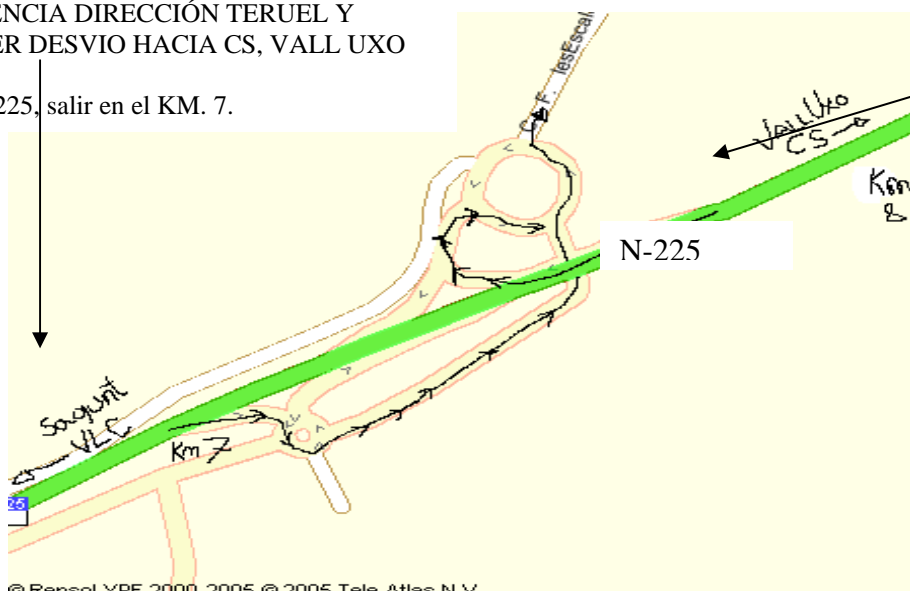 ENCIA DIRECCIÓN TERUEL Y
ER DESVIO HACIA CS, VALL UXO
225, salir en el KM. 7.
lesEscal
C.F.
Vall Uxo
CS
Km
8
N-225
Sagunt
VLC
Km 7
25
© Repsol YPF 2000-2005 © 2005 Tele Atlas N.V.